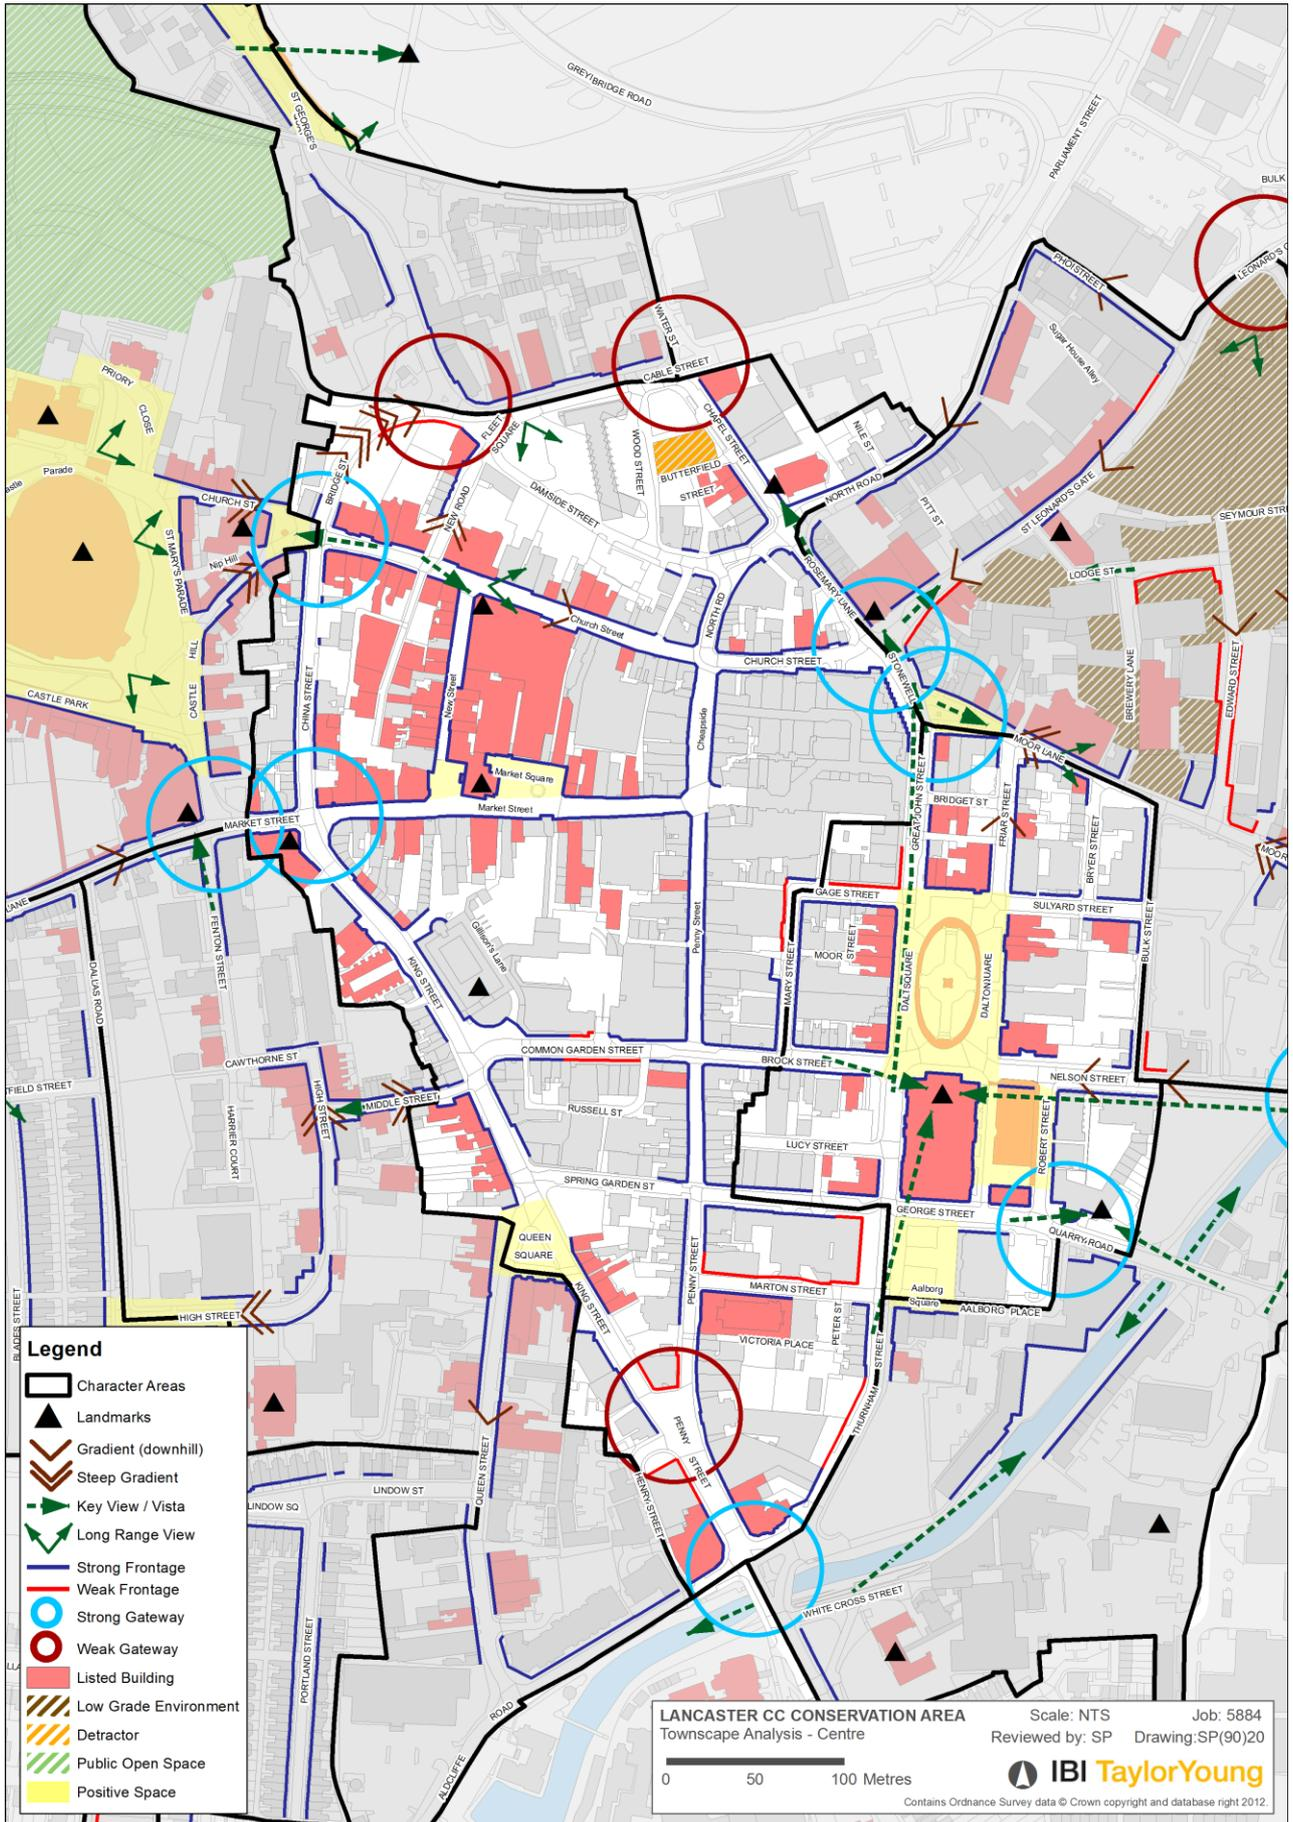 GREYIBRIDGE ROAD
PARLIAMENT STREET
ST GEORGE'S
BULK
LEONARD'S G
PHOISTREET
WATER ST
CABLE STREET
Sugar House Alley
PRIORY
CLOSE
FLEET
SQUARE
CHAPEL STREET
NILE ST
WOOD STREET
BUTTERFIELD
STREET
Parade
astle
CHURCH ST
BRIDGE ST
NEW ROAD
DAMSIDE STREET
NORTH ROAD
PITT ST
ST LEONARD'S GATE
SEYMOUR STRE
ST MARY'S PARADE
Nip Hill
LODGE ST
ROSEMARY LANE
NORTH RD
Church Street
CHURCH STREET
STONEWELL
HILL
CASTLE
CASTLE PARK
CHINA STREET
New Street
Cheapside
BREWERY LANE
EDWARD STREET
MOOR LANE
Market Square
Market Street
MARKET STREET
GREAT JOHN STREET
BRIDGET ST
FRIAR STREET
BRYER STREET
MOOR
LANE
GAGE STREET
SULYARD STREET
FENTON STREET
DALLAS ROAD
Gillison's Lane
KING STREET
Penny Street
MARY STREET
MOOR
STREET
DALTSQUARE
DALTONUARE
BULK STREET
CAWTHORNE ST
COMMON GARDEN STREET
BROCK STREET
NELSON STREET
TFIELD STREET
HIGH STREET
MIDDLE STREET
RUSSELL ST
HARRIER COURT
LUCY STREET
ROBERT STREET
SPRING GARDEN ST
GEORGE STREET
QUARRY ROAD
QUEEN
SQUARE
PENNY STREET
MARTON STREET
Aalborg
Square
AALBORG PLACE
HIGH STREET
KING STREET
VICTORIA PLACE
PETER ST
THURNHAM STREET
BLADES STREET
PENNY
STREET
HENRY STREET
QUEEN STREET
LINDOW ST
LINDOW SQ
WHITE CROSS STREET
PORTLAND STREET
ROAD
ALDCLIFFE
Legend
Character Areas
Landmarks
Gradient (downhill)
Steep Gradient
Key View / Vista
Long Range View
Strong Frontage
Weak Frontage
Strong Gateway
Weak Gateway
Listed Building
Low Grade Environment
Detractor
Public Open Space
Positive Space
LANCASTER CC CONSERVATION AREA
Townscape Analysis - Centre
Scale: NTS
Job: 5884
Reviewed by: SP
Drawing:SP(90)20
0 50 100 Metres
IBI TaylorYoung
Contains Ordnance Survey data © Crown copyright and database right 2012.